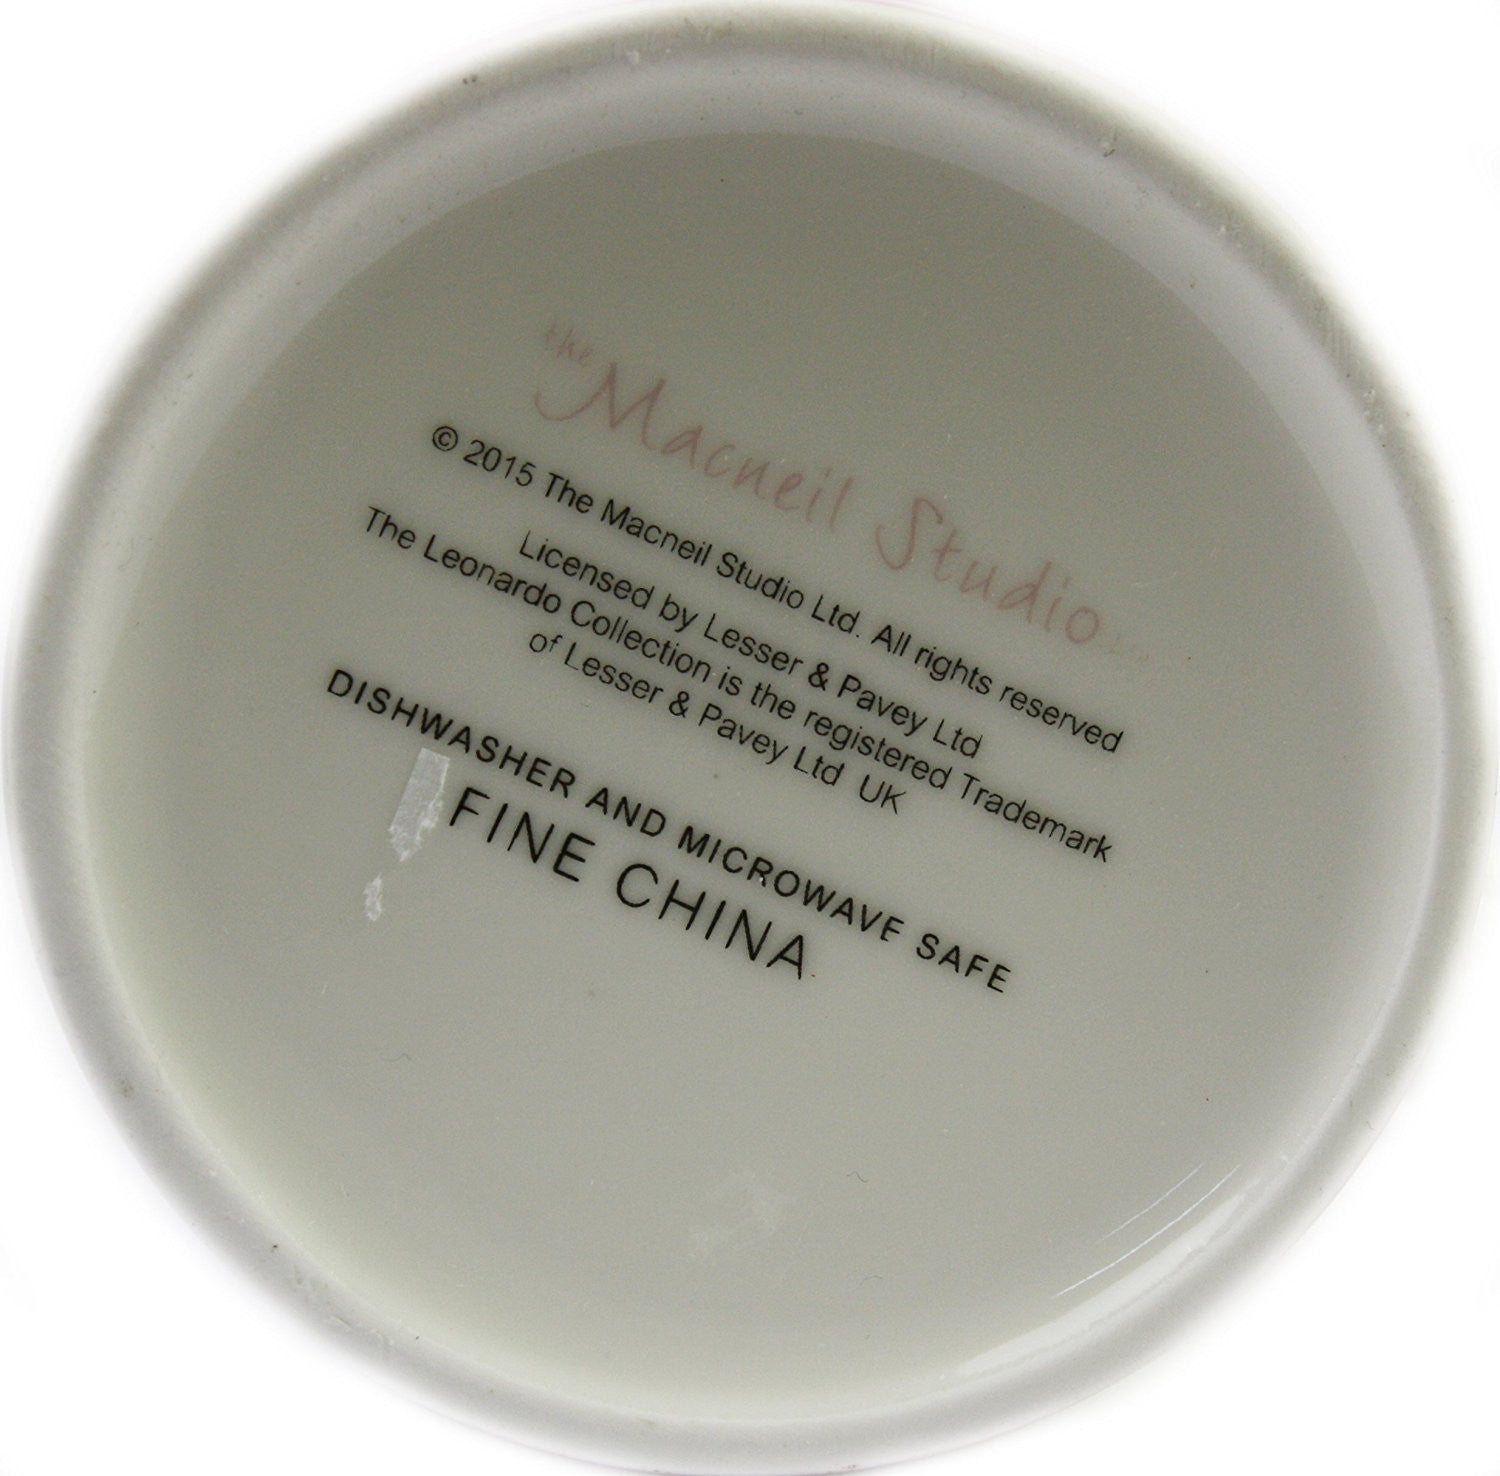 the
Macneil Studio
© 2015 The Macneil Studio Ltd. All rights reserved
Licensed by Lesser & Pavey Ltd
The Leonardo Collection is the registered Trademark
of Lesser & Pavey Ltd UK
DISHWASHER AND MICROWAVE SAFE
FINE CHINA